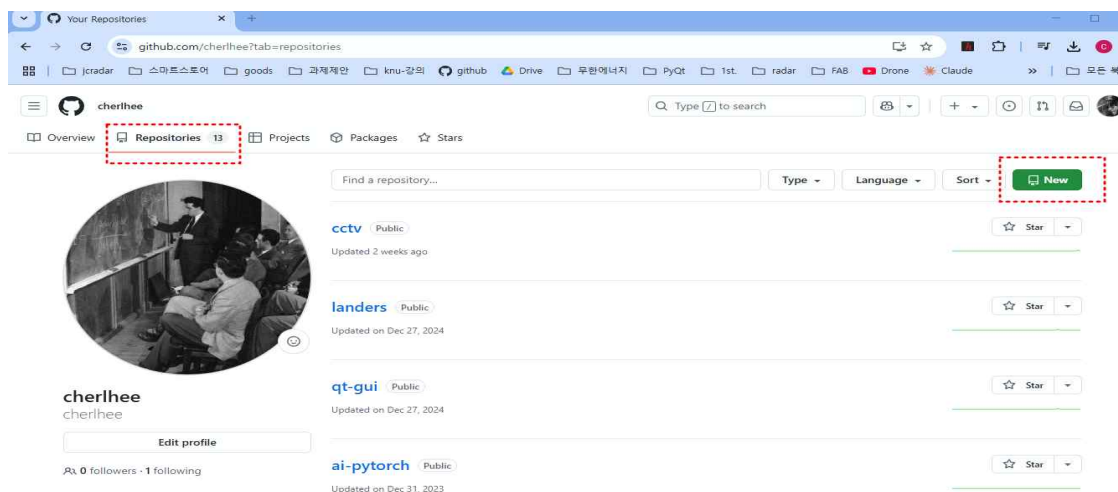 Your Repositories
github.com/cherlhee?tab=repositories
jcradar 스마트스토어 goods 과제제안 knu-강의 github Drive 무한에너지 PyQt 1st. radar FAB Drone Claude » 모든
cherlhee Type / to search
Overview Repositories 13 Projects Packages Stars
Find a repository... Type Language Sort New
cctv Public Star
Updated 2 weeks ago
landers Public Star
Updated on Dec 27, 2024
qt-gui Public Star
Updated on Dec 27, 2024
cherlhee
cherlhee
Edit profile
0 followers · 1 following
ai-pytorch Public Star
Updated on Dec 31, 2023